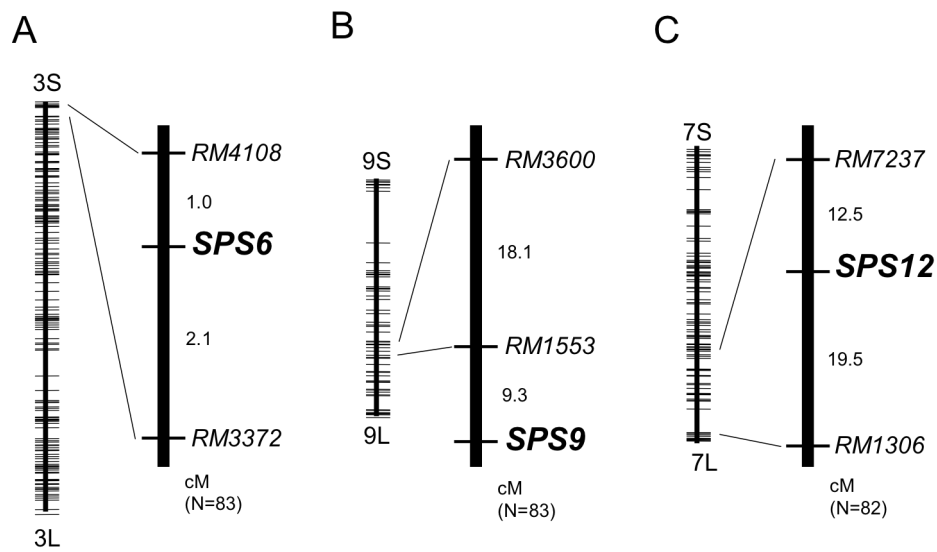 A
3S
RM4108
1.0
SPS6
2.1
RM3372
cM
(N=83)
3L
B
9S
RM3600
18.1
RM1553
9.3
SPS9
9L
cM
(N=83)
C
7S
RM7237
12.5
SPS12
19.5
RM1306
7L
cM
(N=82)